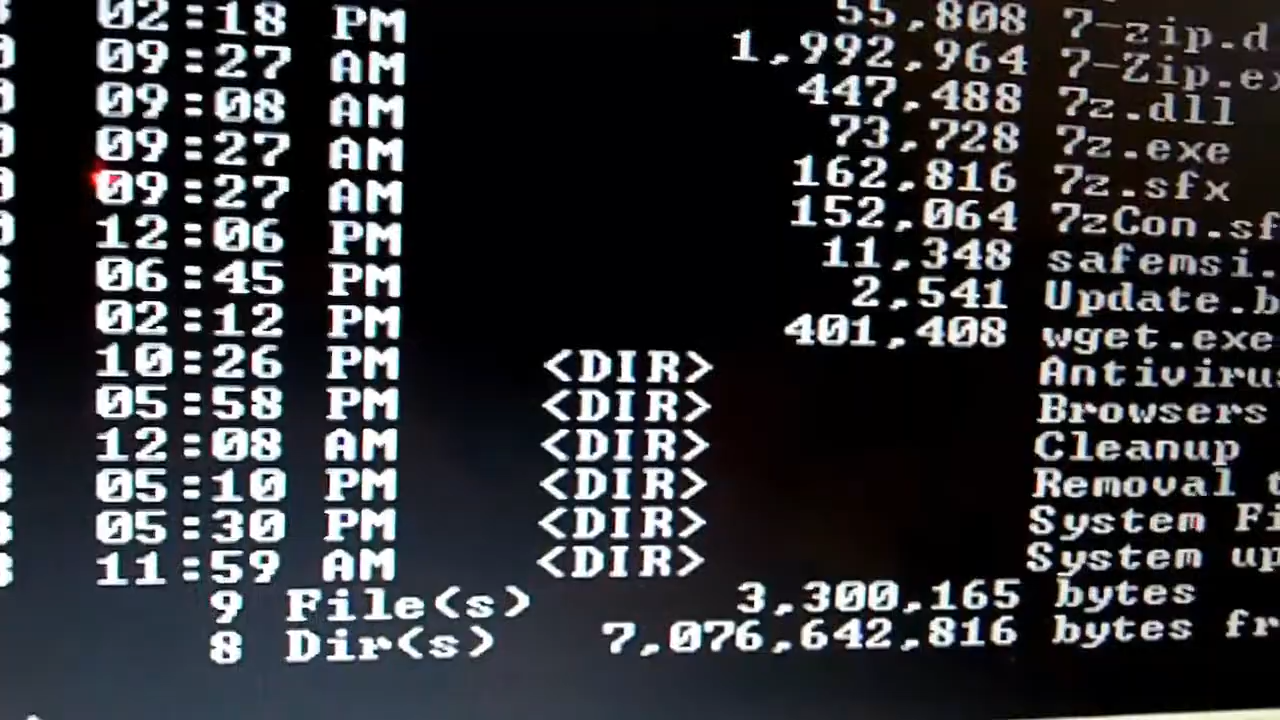 02:18 PM 55,808 7-zip.d
09:27 AM 1,992,964 7-Zip.ex
09:08 AM 447,488 7z.dll
09:27 AM 73,728 7z.exe
09:27 AM 162,816 7z.sfx
12:06 PM 152,064 7zCon.sf
06:45 PM 11,348 safemsi.
02:12 PM 2,541 Update.b
10:26 PM 401,408 wget.exe
05:58 PM <DIR> Antivirus
12:08 AM <DIR> Browsers
05:10 PM <DIR> Cleanup
05:30 PM <DIR> Removal t
11:59 AM <DIR> System Fi
<DIR> System up
9 File(s) 3,300,165 bytes
8 Dir(s) 7,076,642,816 bytes fr